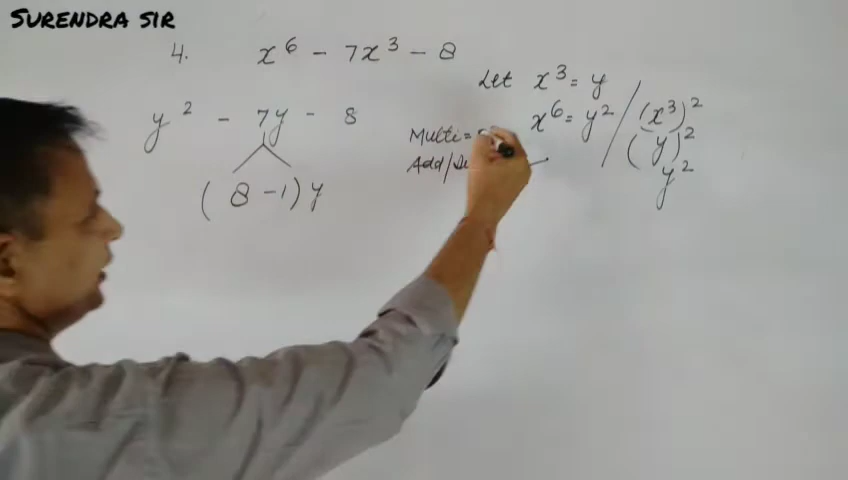 SURENDRA SIR
4. x⁶ - 7x³ - 8
Let x³ = y
y² - 7y - 8
x⁶ = y² / (x³)²
(y)²
y²
Multi =
Add/
(8 - 1) y